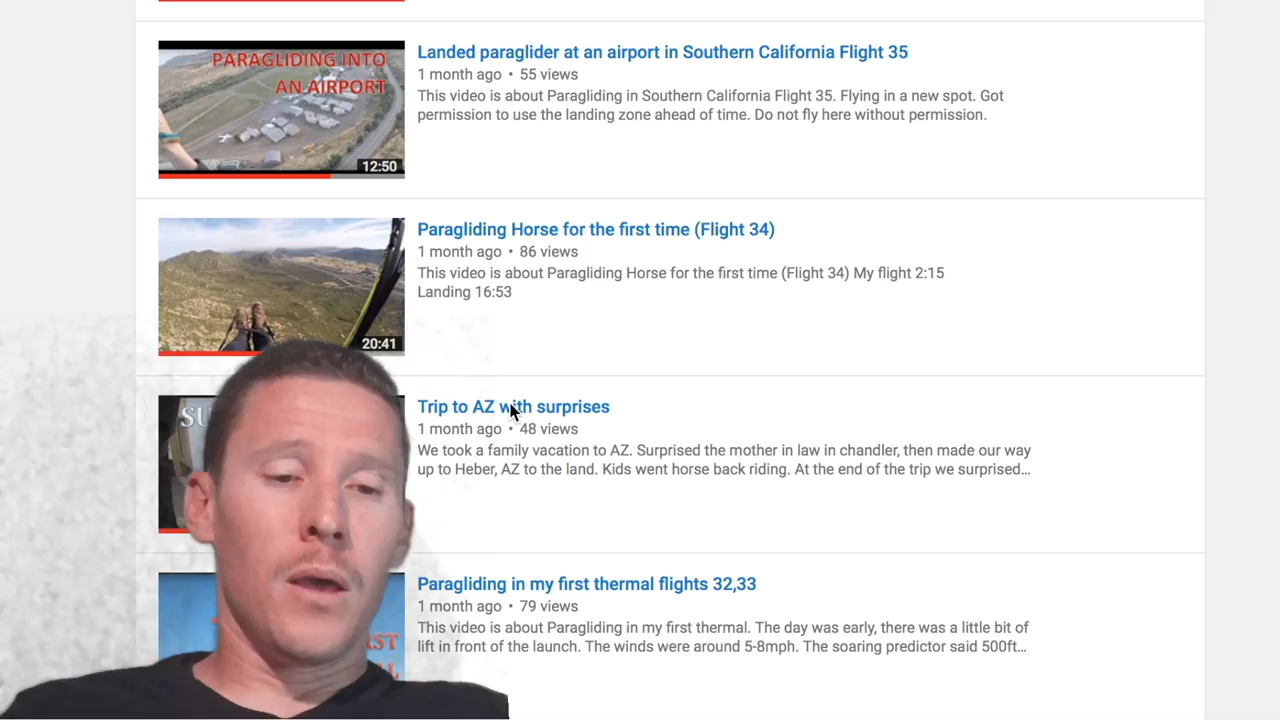 PARAGLIDING INTO
AN AIRPORT
12:50
Landed paraglider at an airport in Southern California Flight 35
1 month ago • 55 views
This video is about Paragliding in Southern California Flight 35. Flying in a new spot. Got
permission to use the landing zone ahead of time. Do not fly here without permission.
20:41
Paragliding Horse for the first time (Flight 34)
1 month ago • 86 views
This video is about Paragliding Horse for the first time (Flight 34) My flight 2:15
Landing 16:53
SU
Trip to AZ with surprises
1 month ago • 48 views
We took a family vacation to AZ. Surprised the mother in law in chandler, then made our way
up to Heber, AZ to the land. Kids went horse back riding. At the end of the trip we surprised...
Paragliding in my first thermal flights 32,33
1 month ago • 79 views
This video is about Paragliding in my first thermal. The day was early, there was a little bit of
lift in front of the launch. The winds were around 5-8mph. The soaring predictor said 500ft...